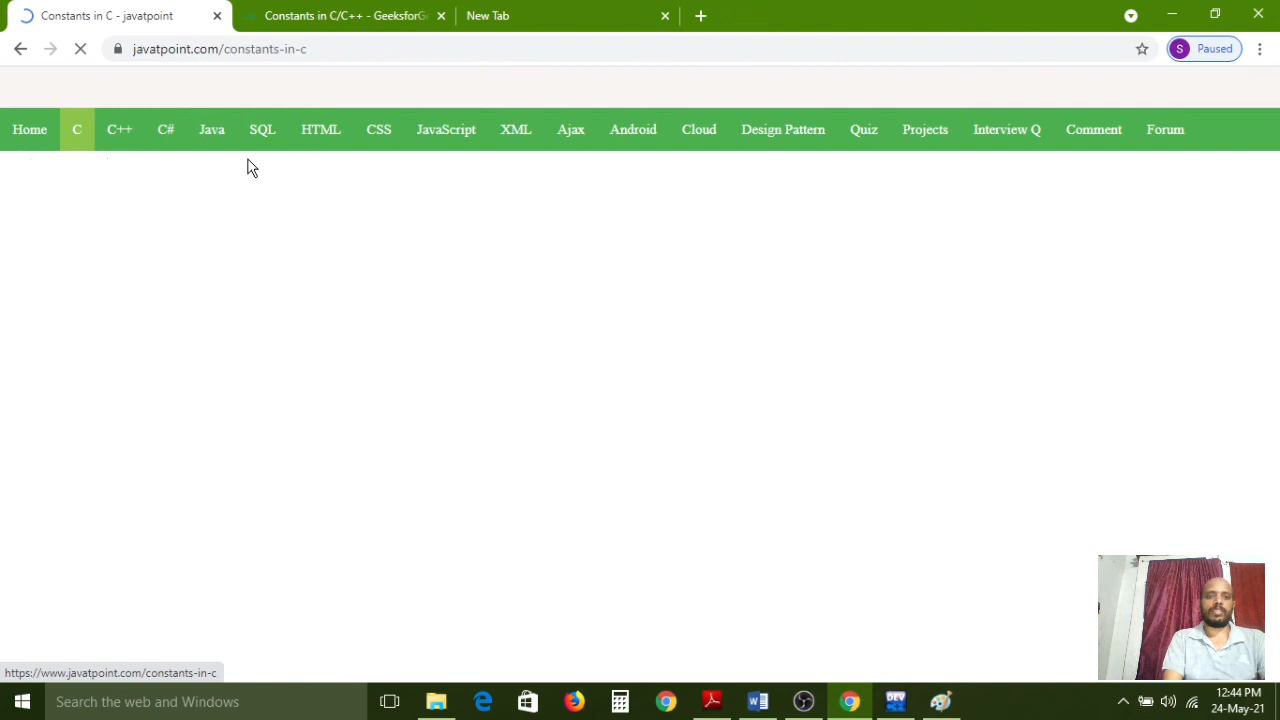 Constants in C - javatpoint
Constants in C/C++ - GeeksforGe
New Tab
javatpoint.com/constants-in-c
S
Paused
Home C C++ C# Java SQL HTML CSS JavaScript XML Ajax Android Cloud Design Pattern Quiz Projects Interview Q Comment Forum
https://www.javatpoint.com/constants-in-c
Search the web and Windows
DEV
12:44 PM
24-May-21